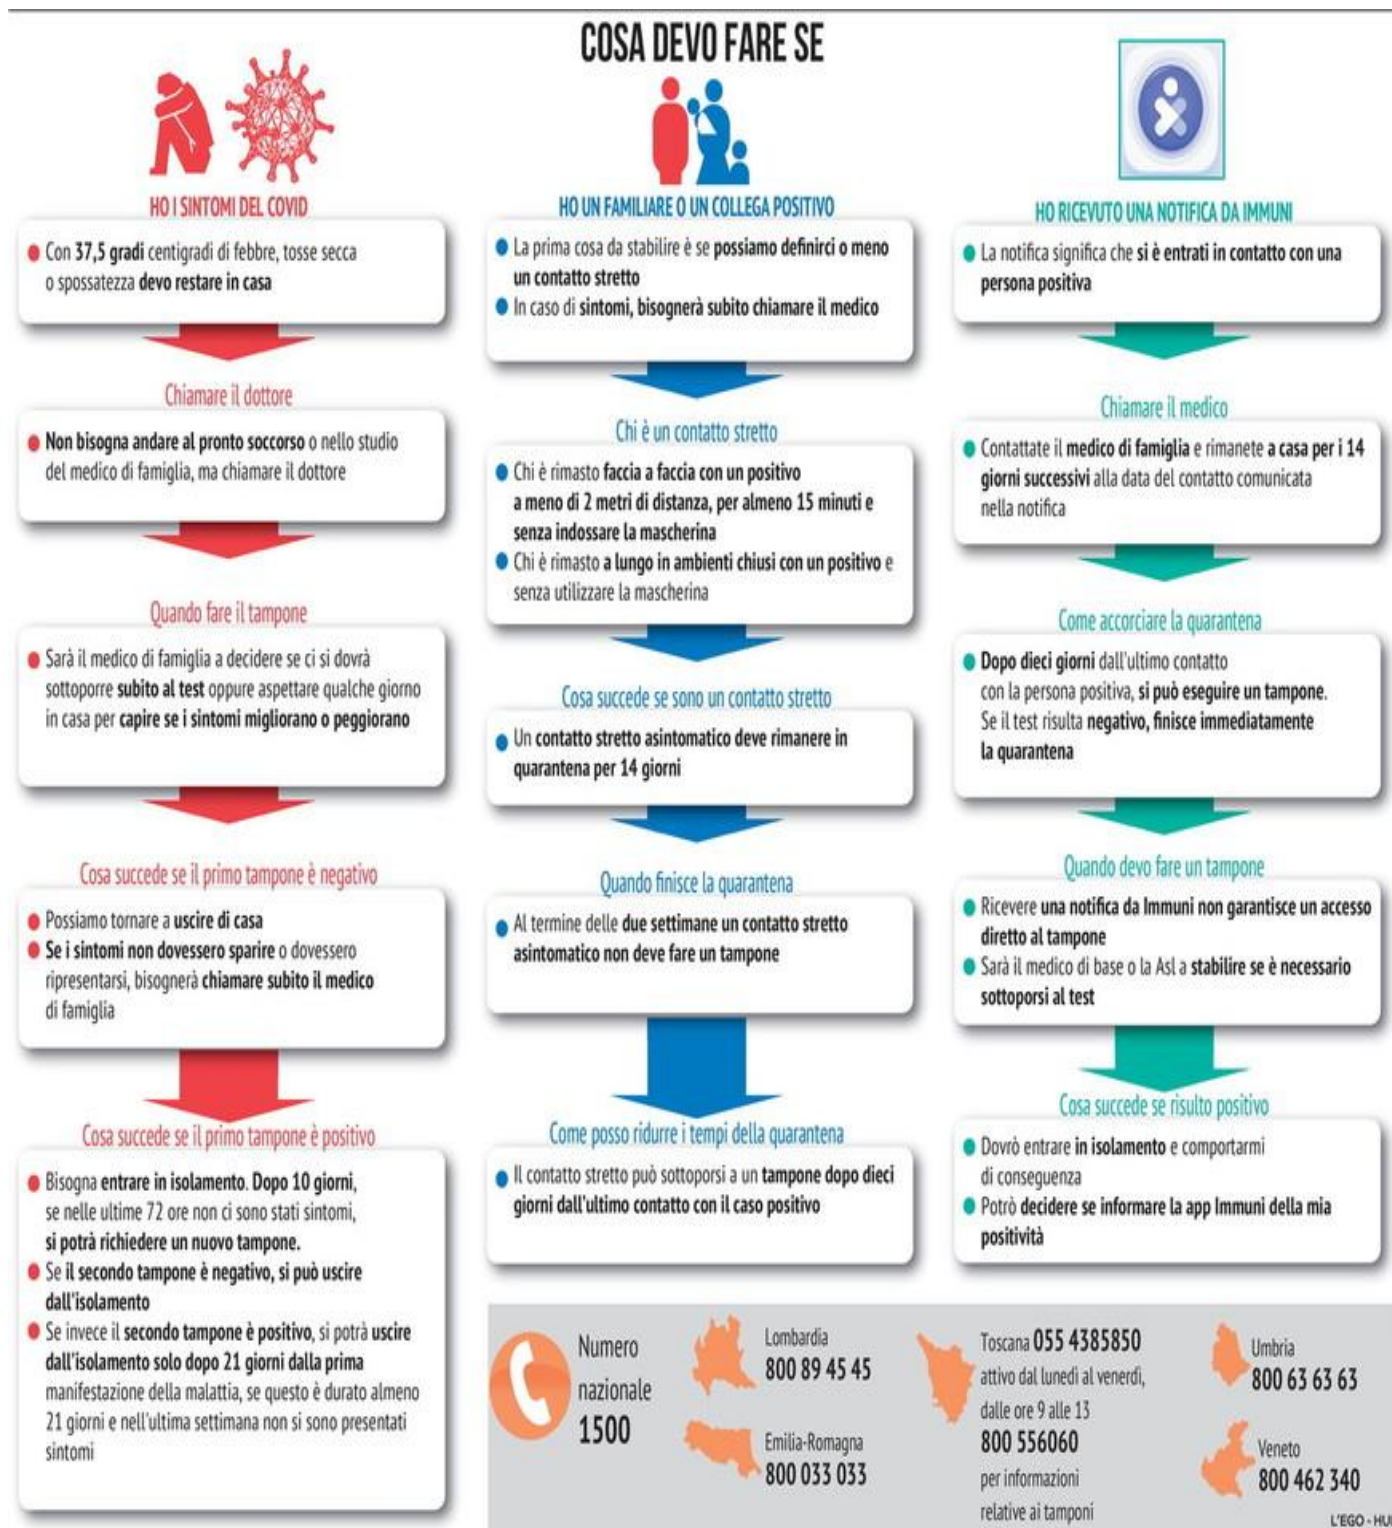 COSA DEVO FARE SE
HO I SINTOMI DEL COVID
Con 37,5 gradi centigradi di febbre, tosse secca
o spossatezza devo restare in casa
Chiamare il dottore
Non bisogna andare al pronto soccorso o nello studio
del medico di famiglia, ma chiamare il dottore
Quando fare il tampone
Sarà il medico di famiglia a decidere se ci si dovrà
sottoporre subito al test oppure aspettare qualche giorno
in casa per capire se i sintomi migliorano o peggiorano
Cosa succede se il primo tampone è negativo
Possiamo tornare a uscire di casa
Se i sintomi non dovessero sparire o dovessero
ripresentarsi, bisognerà chiamare subito il medico
di famiglia
Cosa succede se il primo tampone è positivo
Bisogna entrare in isolamento. Dopo 10 giorni,
se nelle ultime 72 ore non ci sono stati sintomi,
si potrà richiedere un nuovo tampone.
Se il secondo tampone è negativo, si può uscire
dall'isolamento
Se invece il secondo tampone è positivo, si potrà uscire
dall'isolamento solo dopo 21 giorni dalla prima
manifestazione della malattia, se questo è durato almeno
21 giorni e nell'ultima settimana non si sono presentati
sintomi
HO UN FAMILIARE O UN COLLEGA POSITIVO
La prima cosa da stabilire è se possiamo definirci o meno
un contatto stretto
In caso di sintomi, bisognerà subito chiamare il medico
Chi è un contatto stretto
Chi è rimasto faccia a faccia con un positivo
a meno di 2 metri di distanza, per almeno 15 minuti e
senza indossare la mascherina
Chi è rimasto a lungo in ambienti chiusi con un positivo e
senza utilizzare la mascherina
Cosa succede se sono un contatto stretto
Un contatto stretto asintomatico deve rimanere in
quarantena per 14 giorni
Quando finisce la quarantena
Al termine delle due settimane un contatto stretto
asintomatico non deve fare un tampone
Come posso ridurre i tempi della quarantena
Il contatto stretto può sottoporsi a un tampone dopo dieci
giorni dall'ultimo contatto con il caso positivo
HO RICEVUTO UNA NOTIFICA DA IMMUNI
La notifica significa che si è entrati in contatto con una
persona positiva
Chiamare il medico
Contattate il medico di famiglia e rimanete a casa per i 14
giorni successivi alla data del contatto comunicata
nella notifica
Come accorciare la quarantena
Dopo dieci giorni dall'ultimo contatto
con la persona positiva, si può eseguire un tampone.
Se il test risulta negativo, finisce immediatamente
la quarantena
Quando devo fare un tampone
Ricevere una notifica da Immuni non garantisce un accesso
diretto al tampone
Sarà il medico di base o la Asl a stabilire se è necessario
sottoporsi al test
Cosa succede se risulto positivo
Dovrò entrare in isolamento e comportarmi
di conseguenza
Potrò decidere se informare la app Immuni della mia
positività
Numero
nazionale
1500
Lombardia
800 89 45 45
Emilia-Romagna
800 033 033
Toscana 055 4385850
attivo dal lunedì al venerdì,
dalle ore 9 alle 13
800 556060
per informazioni
relative ai tamponi
Umbria
800 63 63 63
Veneto
800 462 340
L'EGO - HU